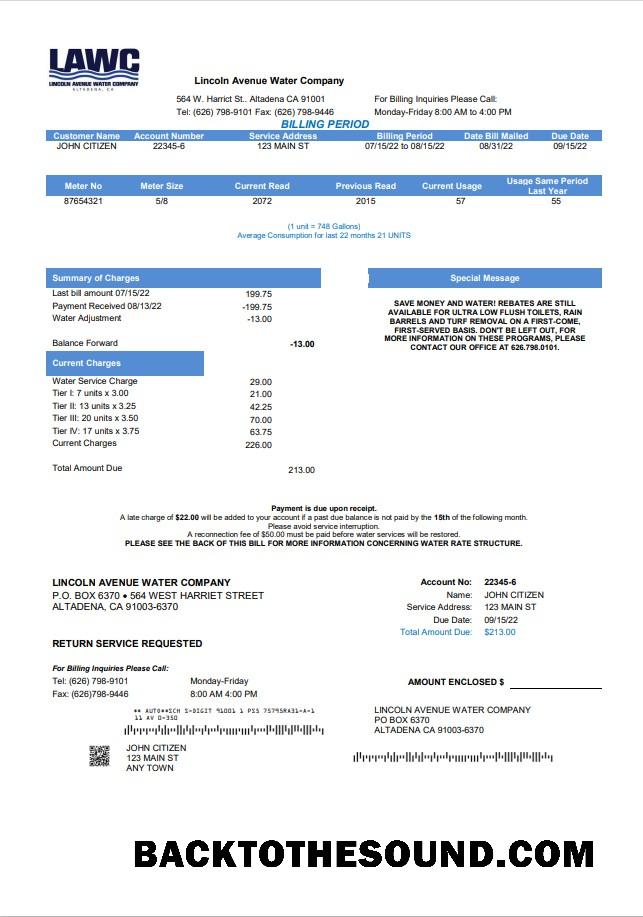 LAWC
LINCOLN AVENUE WATER COMPANY
ALTADENA, CA
Lincoln Avenue Water Company
564 W. Harrict St.. Altadena CA 91001
Tel: (626) 798-9101 Fax: (626) 798-9446
For Billing Inquiries Please Call:
Monday-Friday 8:00 AM to 4:00 PM
BILLING PERIOD
Customer Name Account Number Service Address Billing Period Date Bill Mailed Due Date
JOHN CITIZEN 22345-6 123 MAIN ST 07/15/22 to 08/15/22 08/31/22 09/15/22
Meter No Meter Size Current Read Previous Read Current Usage Usage Same Period
Last Year
87654321 5/8 2072 2015 57 55
(1 unit = 748 Gallons)
Average Consumption for last 22 months 21 UNITS
Summary of Charges
Last bill amount 07/15/22 199.75
Payment Received 08/13/22 -199.75
Water Adjustment -13.00
Balance Forward -13.00
Current Charges
Water Service Charge 29.00
Tier I: 7 units x 3.00 21.00
Tier II: 13 units x 3.25 42.25
Tier III: 20 units x 3.50 70.00
Tier IV: 17 units x 3.75 63.75
Current Charges 226.00
Total Amount Due 213.00
Special Message
SAVE MONEY AND WATER! REBATES ARE STILL
AVAILABLE FOR ULTRA LOW FLUSH TOILETS, RAIN
BARRELS AND TURF REMOVAL ON A FIRST-COME,
FIRST-SERVED BASIS. DON'T BE LEFT OUT, FOR
MORE INFORMATION ON THESE PROGRAMS, PLEASE
CONTACT OUR OFFICE AT 626.798.0101.
Payment is due upon receipt.
A late charge of $22.00 will be added to your account if a past due balance is not paid by the 15th of the following month.
Please avoid service interruption.
A reconnection fee of $50.00 must be paid before water services will be restored.
PLEASE SEE THE BACK OF THIS BILL FOR MORE INFORMATION CONCERNING WATER RATE STRUCTURE.
LINCOLN AVENUE WATER COMPANY
P.O. BOX 6370 • 564 WEST HARRIET STREET
ALTADENA, CA 91003-6370
RETURN SERVICE REQUESTED
Account No: 22345-6
Name: JOHN CITIZEN
Service Address: 123 MAIN ST
Due Date: 09/15/22
Total Amount Due: $213.00
For Billing Inquiries Please Call:
Tel: (626) 798-9101 Monday-Friday
Fax: (626)798-9446 8:00 AM 4:00 PM
AMOUNT ENCLOSED $
** AUTO**SCH 5-DIGIT 91001 1 PS5 75795RA31-A-1
11 AV 0-350
JOHN CITIZEN
123 MAIN ST
ANY TOWN
LINCOLN AVENUE WATER COMPANY
PO BOX 6370
ALTADENA CA 91003-6370
BACKTOTHESOUND.COM